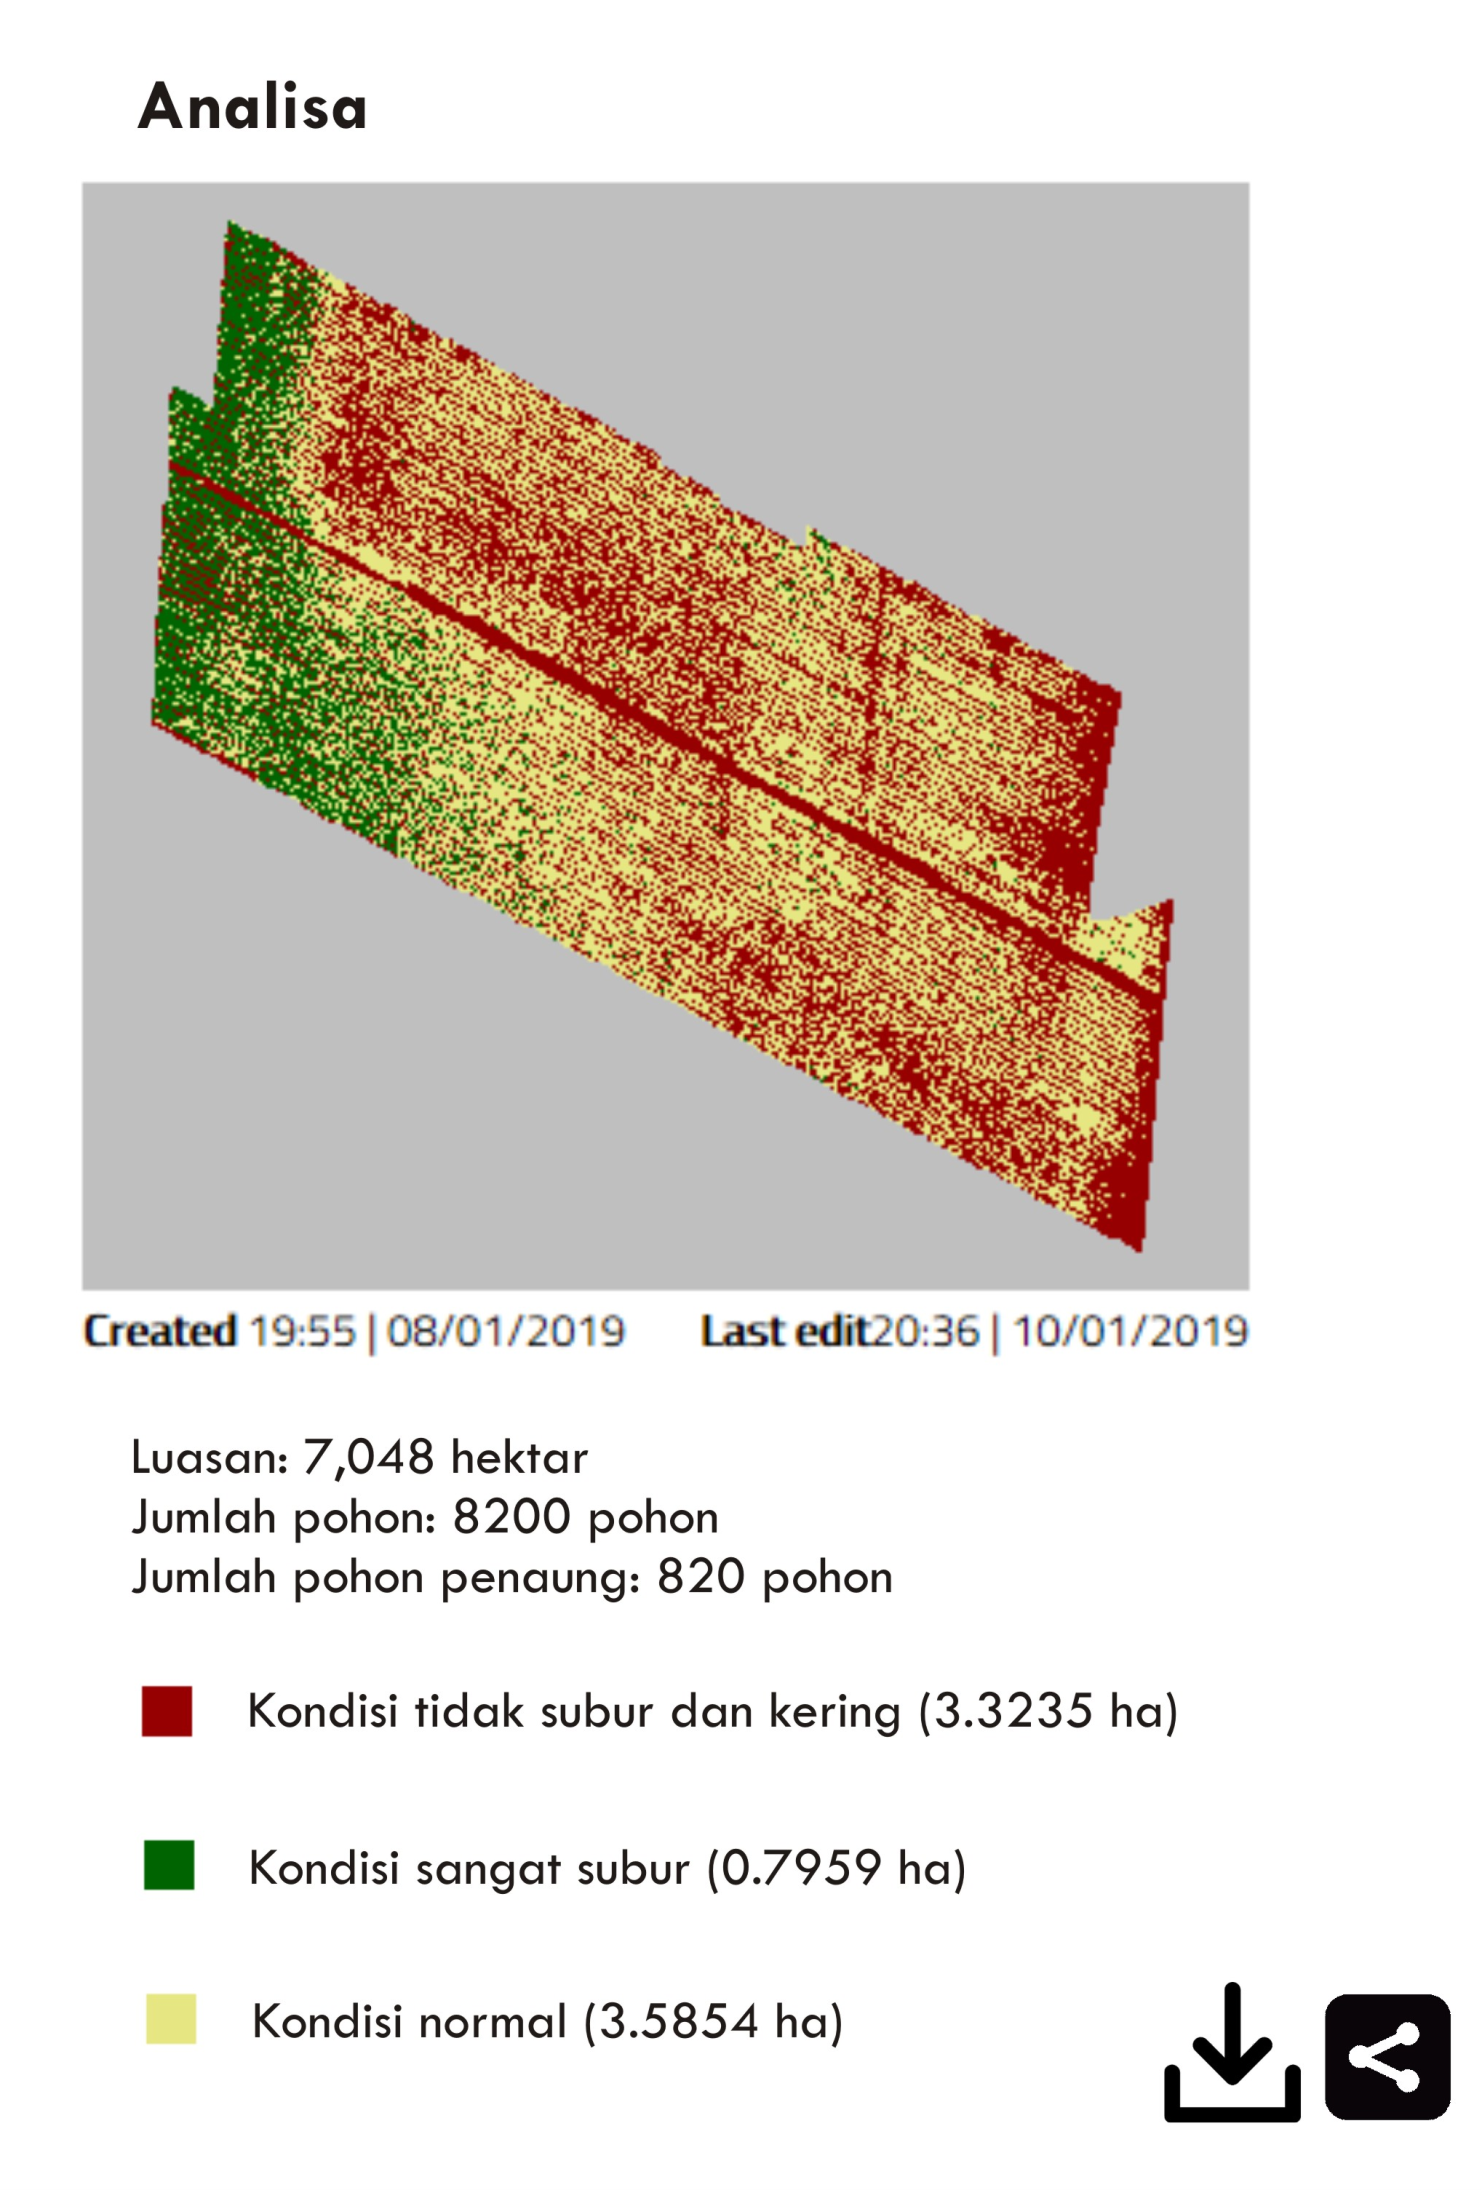 Analisa
Created 19:55 | 08/01/2019 Last edit20:36 | 10/01/2019
Luasan: 7,048 hektar
Jumlah pohon: 8200 pohon
Jumlah pohon penaung: 820 pohon
Kondisi tidak subur dan kering (3.3235 ha)
Kondisi sangat subur (0.7959 ha)
Kondisi normal (3.5854 ha)